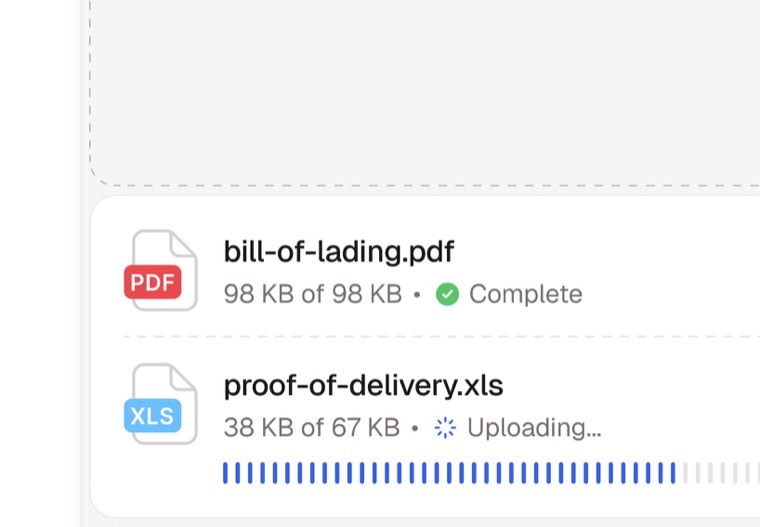 bill-of-lading.pdf
PDF
98 KB of 98 KB • Complete
proof-of-delivery.xls
XLS
38 KB of 67 KB • Uploading...